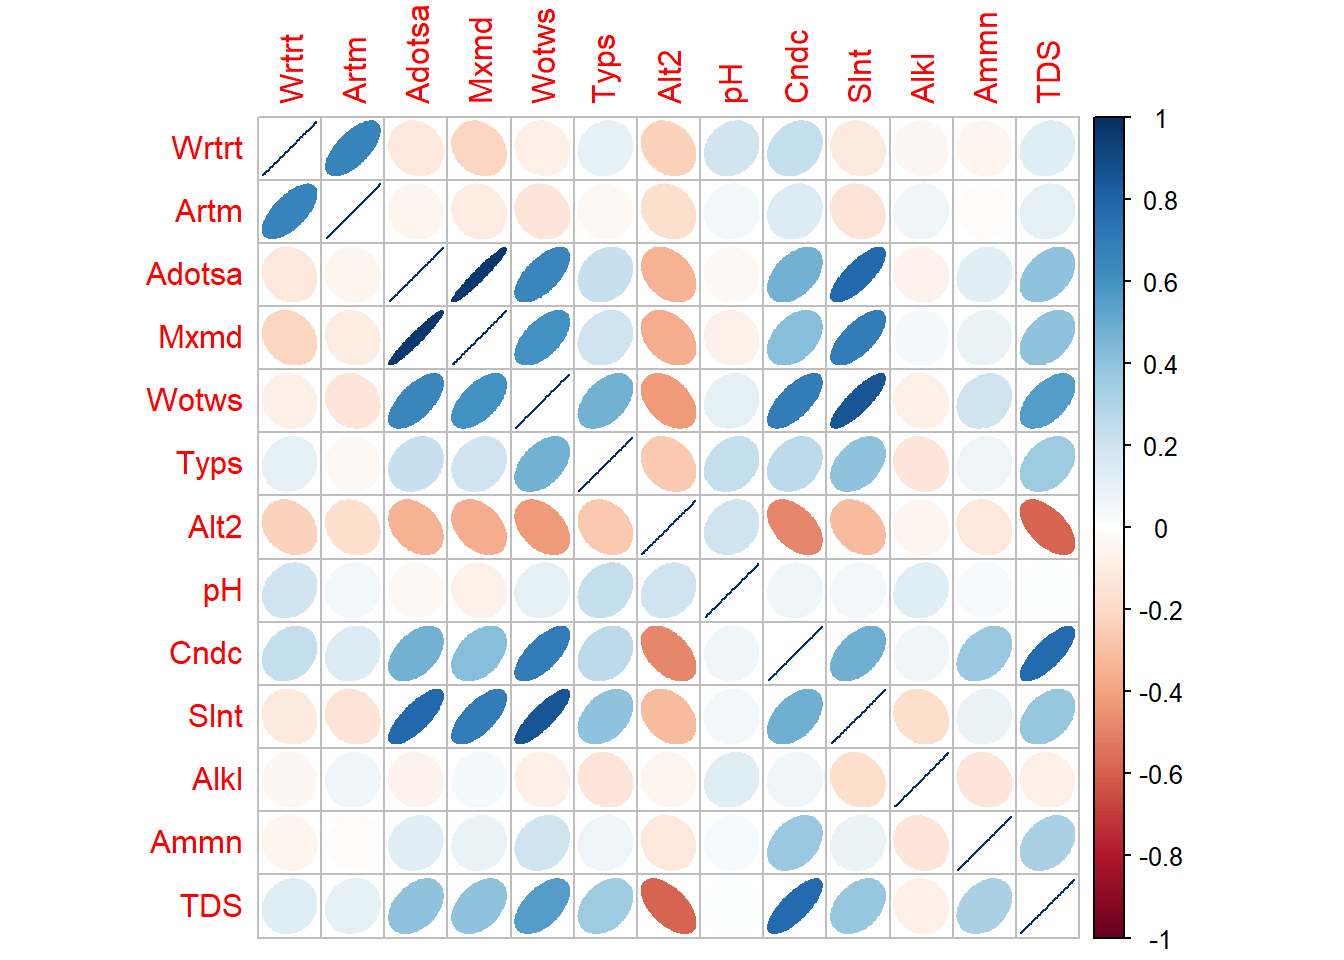 Wrtrt Artm Adotsa Mxmd Wotws Typs Alt2 pH Cndc Slnt Alkl Ammn TDS
Wrtrt
Artm
Adotsa
Mxmd
Wotws
Typs
Alt2
pH
Cndc
Slnt
Alkl
Ammn
TDS
1
0.8
0.6
0.4
0.2
0
-0.2
-0.4
-0.6
-0.8
-1